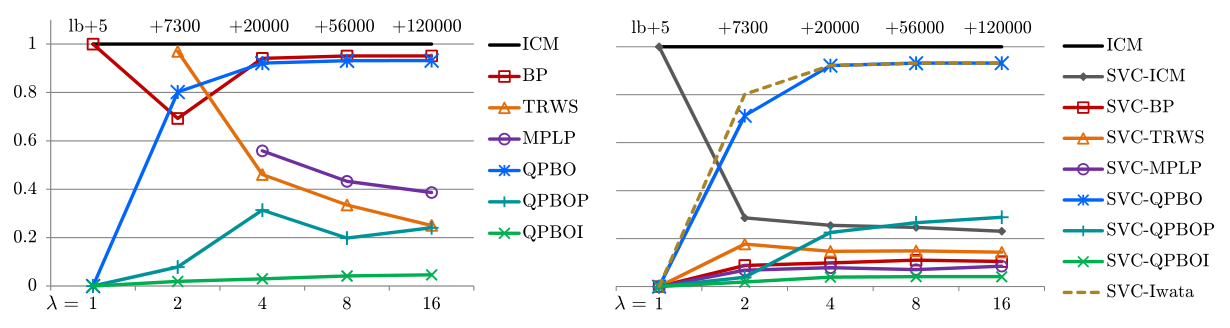 lb+5 +7300 +20000 +56000 +120000
1
0.8
0.6
0.4
0.2
0
λ = 1 2 4 8 16
ICM
BP
TRWS
MPLP
QPBO
QPBOP
QPBOI
lb+5 +7300 +20000 +56000 +120000
λ = 1 2 4 8 16
ICM
SVC-ICM
SVC-BP
SVC-TRWS
SVC-MPLP
SVC-QPBO
SVC-QPBOP
SVC-QPBOI
SVC-Iwata